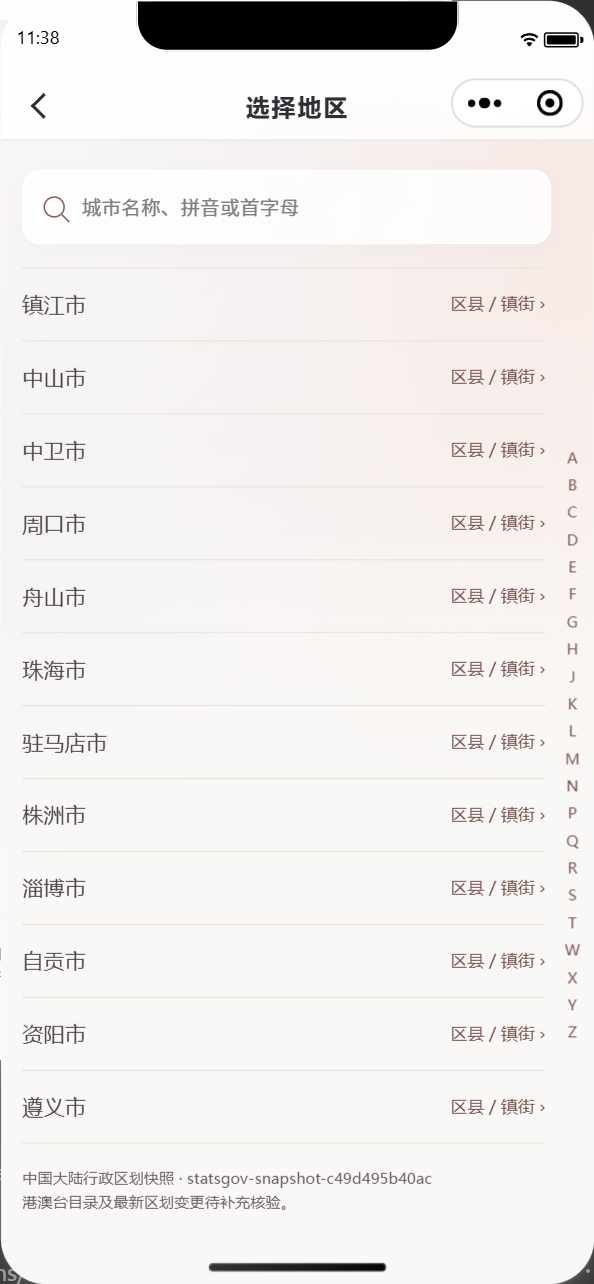 11:38
选择地区
城市名称、拼音或首字母
镇江市 区县 / 镇街 ›
中山市 区县 / 镇街 ›
中卫市 区县 / 镇街 ›
周口市 区县 / 镇街 ›
舟山市 区县 / 镇街 ›
珠海市 区县 / 镇街 ›
驻马店市 区县 / 镇街 ›
株洲市 区县 / 镇街 ›
淄博市 区县 / 镇街 ›
自贡市 区县 / 镇街 ›
资阳市 区县 / 镇街 ›
遵义市 区县 / 镇街 ›
A
B
C
D
E
F
G
H
J
K
L
M
N
P
Q
R
S
T
W
X
Y
Z
中国大陆行政区划快照 · statsgov-snapshot-c49d495b40ac
港澳台目录及最新区划变更待补充核验。